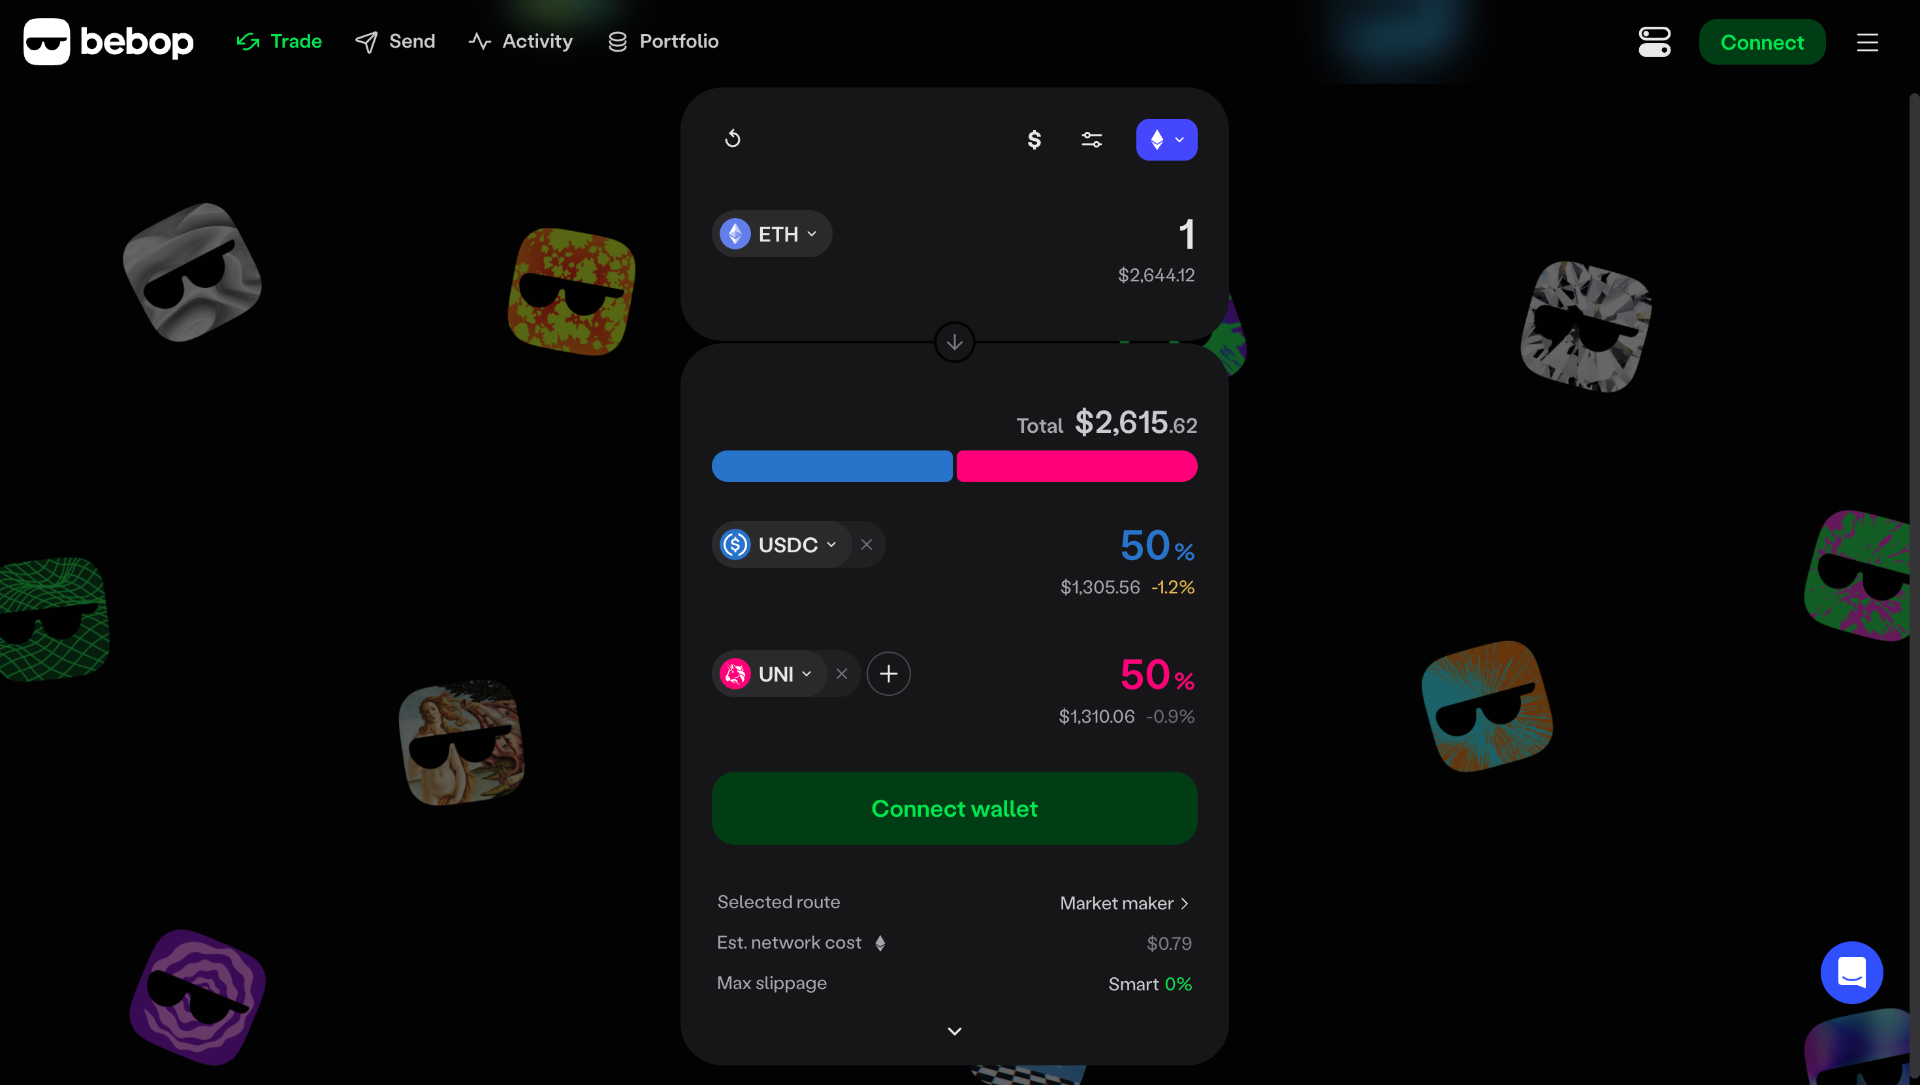 bebop Trade Send Activity Portfolio Connect
$
ETH 1
$2,644.12
Total $2,615.62
USDC 50%
$1,305.56 -1.2%
UNI 50%
$1,310.06 -0.9%
Connect wallet
Selected route Market maker
Est. network cost $0.79
Max slippage Smart 0%